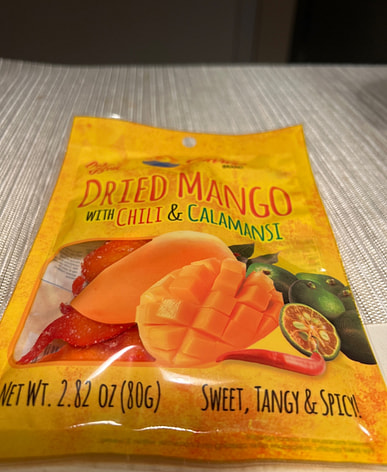 DRIED MANGO
WITH CHILI & CALAMANSI
NET WT. 2.82 OZ (80G)
SWEET, TANGY & SPICY!